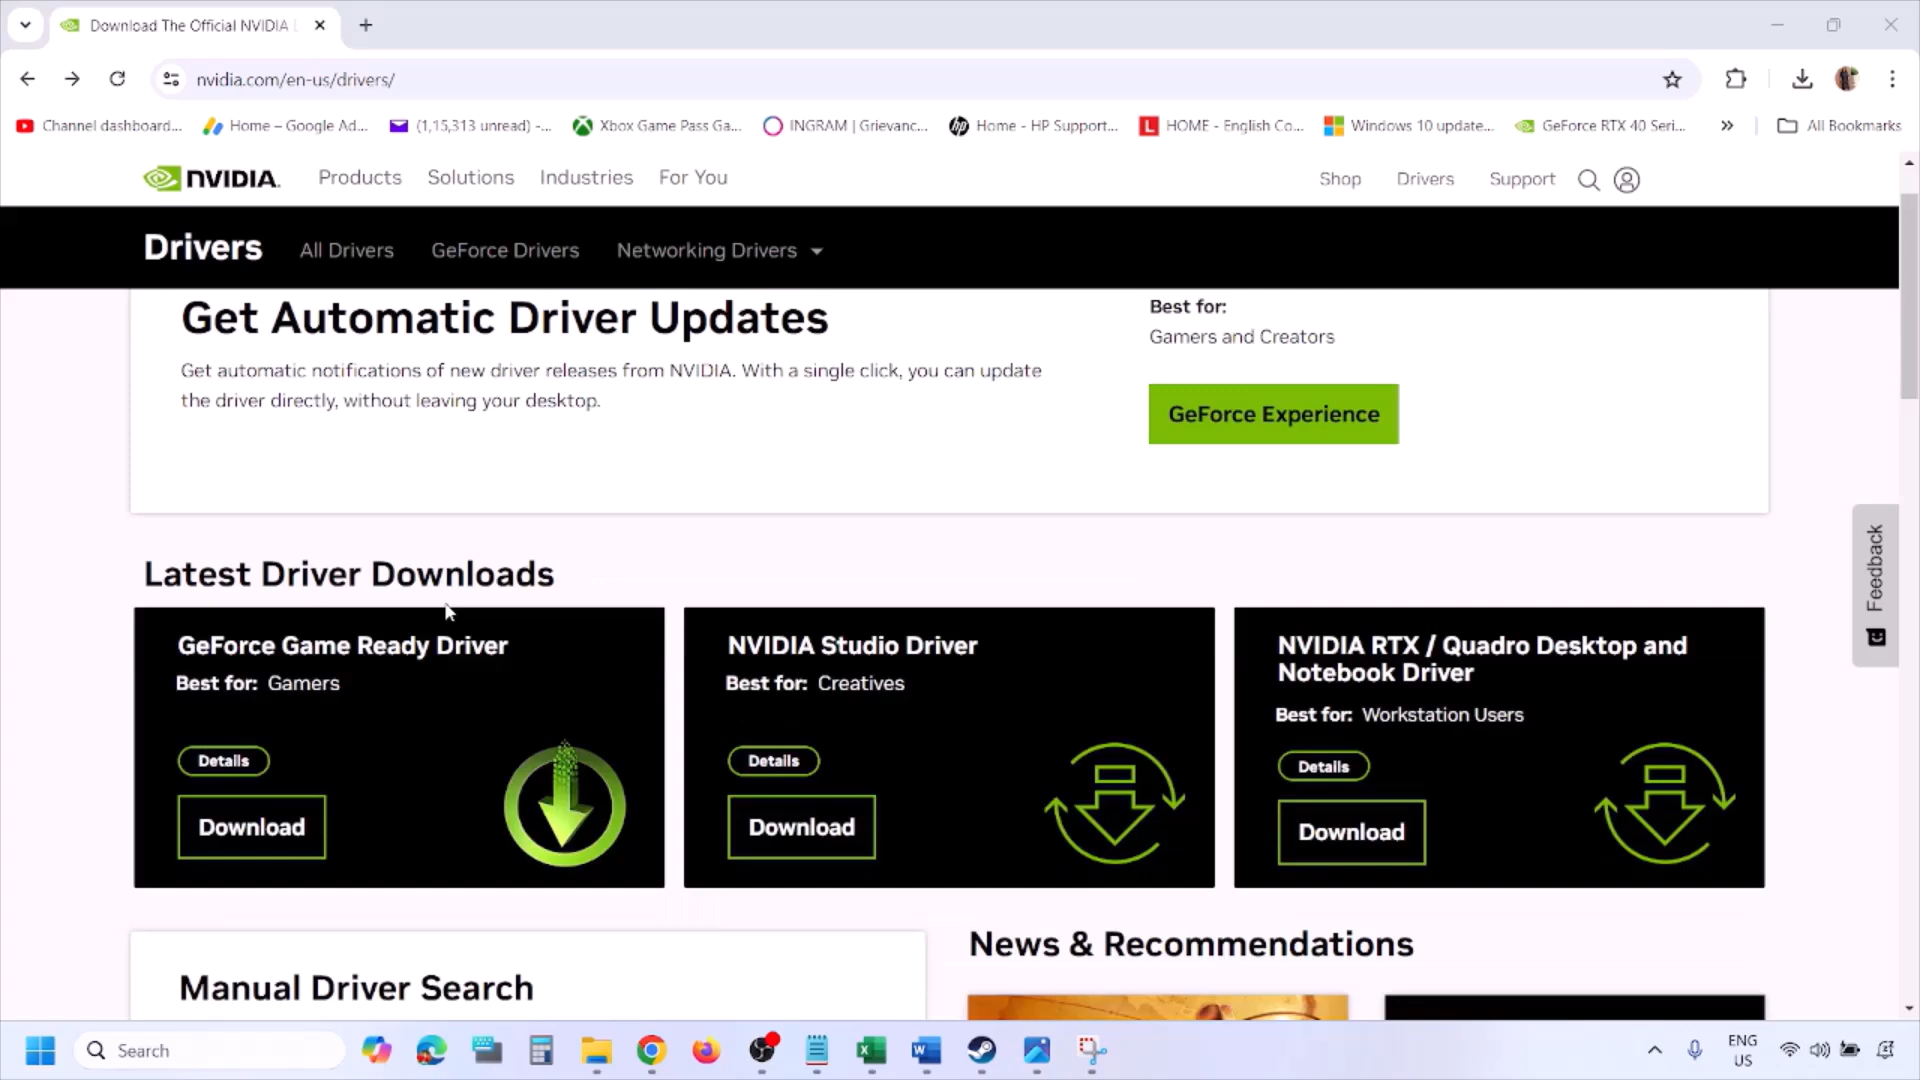 Download The Official NVIDIA
nvidia.com/en-us/drivers/
Channel dashboard... Home – Google Ad... (1,15,313 unread) -... Xbox Game Pass Ga... INGRAM | Grievanc... Home - HP Support... HOME - English Co... Windows 10 update... GeForce RTX 40 Seri... » All Bookmarks
NVIDIA. Products Solutions Industries For You Shop Drivers Support
Drivers All Drivers GeForce Drivers Networking Drivers
Get Automatic Driver Updates
Get automatic notifications of new driver releases from NVIDIA. With a single click, you can update
the driver directly, without leaving your desktop.
Best for:
Gamers and Creators
GeForce Experience
Feedback
Latest Driver Downloads
GeForce Game Ready Driver
Best for: Gamers
Details
Download
NVIDIA Studio Driver
Best for: Creatives
Details
Download
NVIDIA RTX / Quadro Desktop and
Notebook Driver
Best for: Workstation Users
Details
Download
Manual Driver Search
News & Recommendations
Search
ENG
US